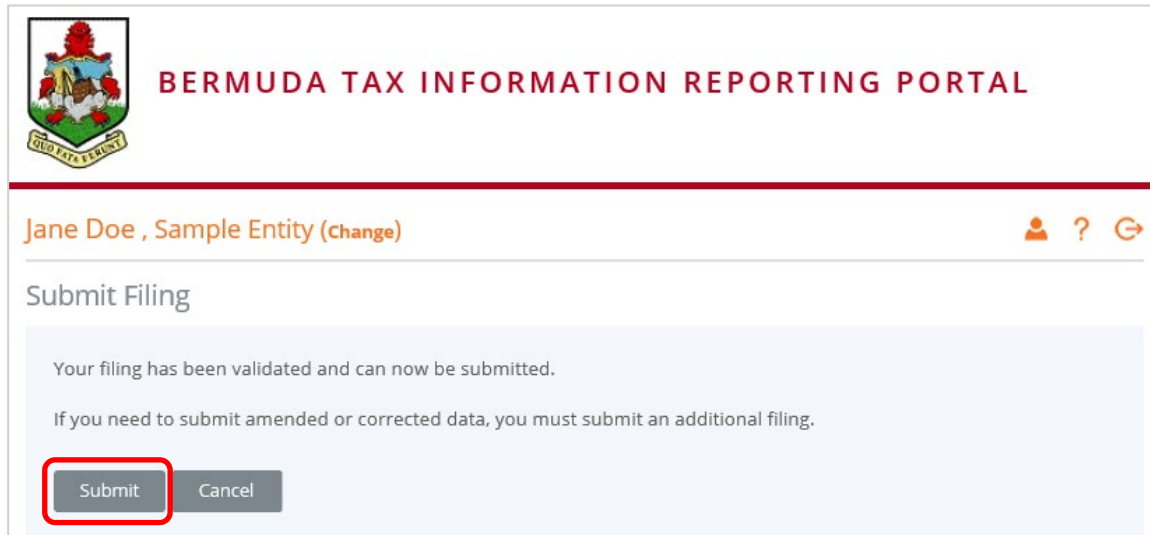 BERMUDA TAX INFORMATION REPORTING PORTAL
QUO FATA FERUNT
Jane Doe , Sample Entity (Change)
?
Submit Filing
Your filing has been validated and can now be submitted.
If you need to submit amended or corrected data, you must submit an additional filing.
Submit Cancel